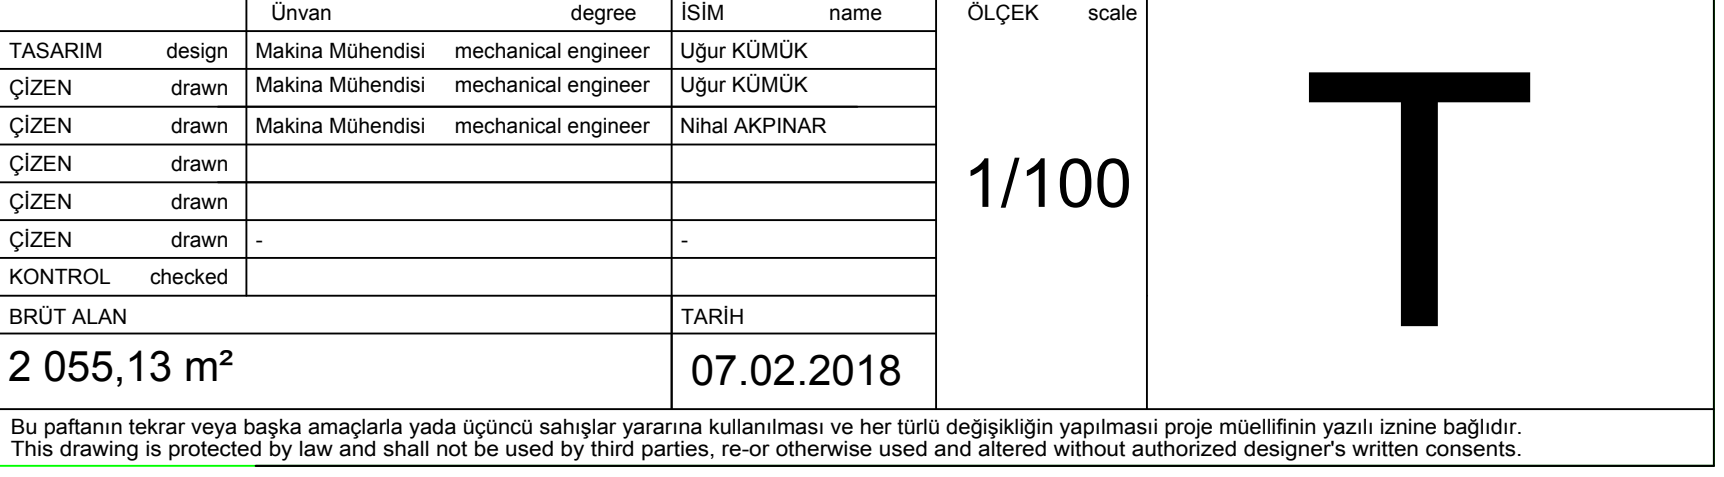 Ünvan degree İSİM name ÖLÇEK scale
TASARIM design Makina Mühendisi mechanical engineer Uğur KÜMÜK
ÇİZEN drawn Makina Mühendisi mechanical engineer Uğur KÜMÜK
ÇİZEN drawn Makina Mühendisi mechanical engineer Nihal AKPINAR
ÇİZEN drawn
ÇİZEN drawn
ÇİZEN drawn - -
KONTROL checked
1/100
T
BRÜT ALAN TARİH
2 055,13 m² 07.02.2018
Bu paftanın tekrar veya başka amaçlarla yada üçüncü sahışlar yararına kullanılması ve her türlü değişikliğin yapılmasıi proje müellifinin yazılı iznine bağlıdır.
This drawing is protected by law and shall not be used by third parties, re-or otherwise used and altered without authorized designer's written consents.